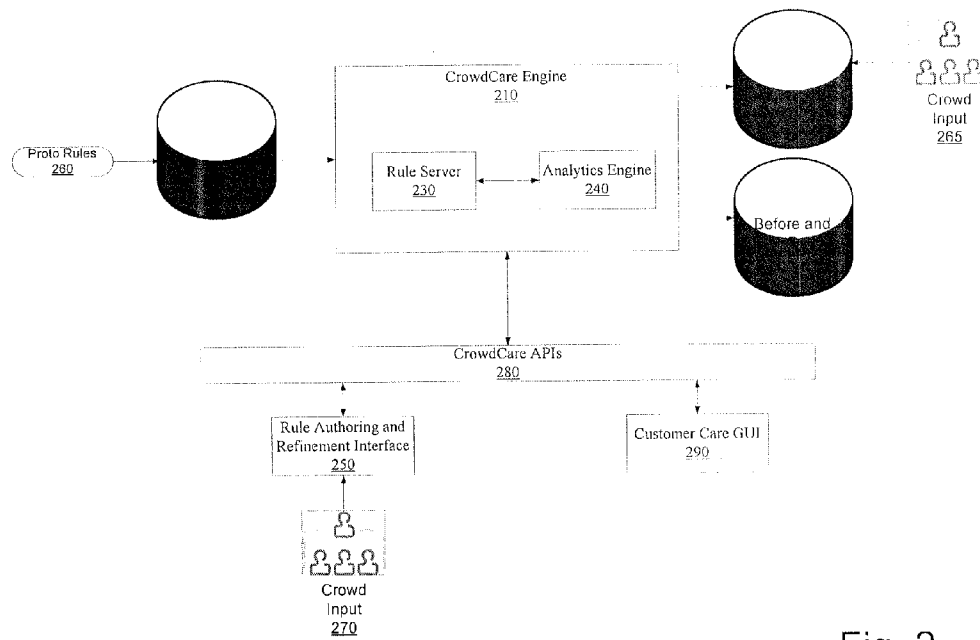 CrowdCare Engine
210
Proto Rules
260
Rule Server
230
Analytics Engine
240
Crowd
Input
265
Before and
CrowdCare APIs
280
Rule Authoring and
Refinement Interface
250
Customer Care GUI
290
Crowd
Input
270